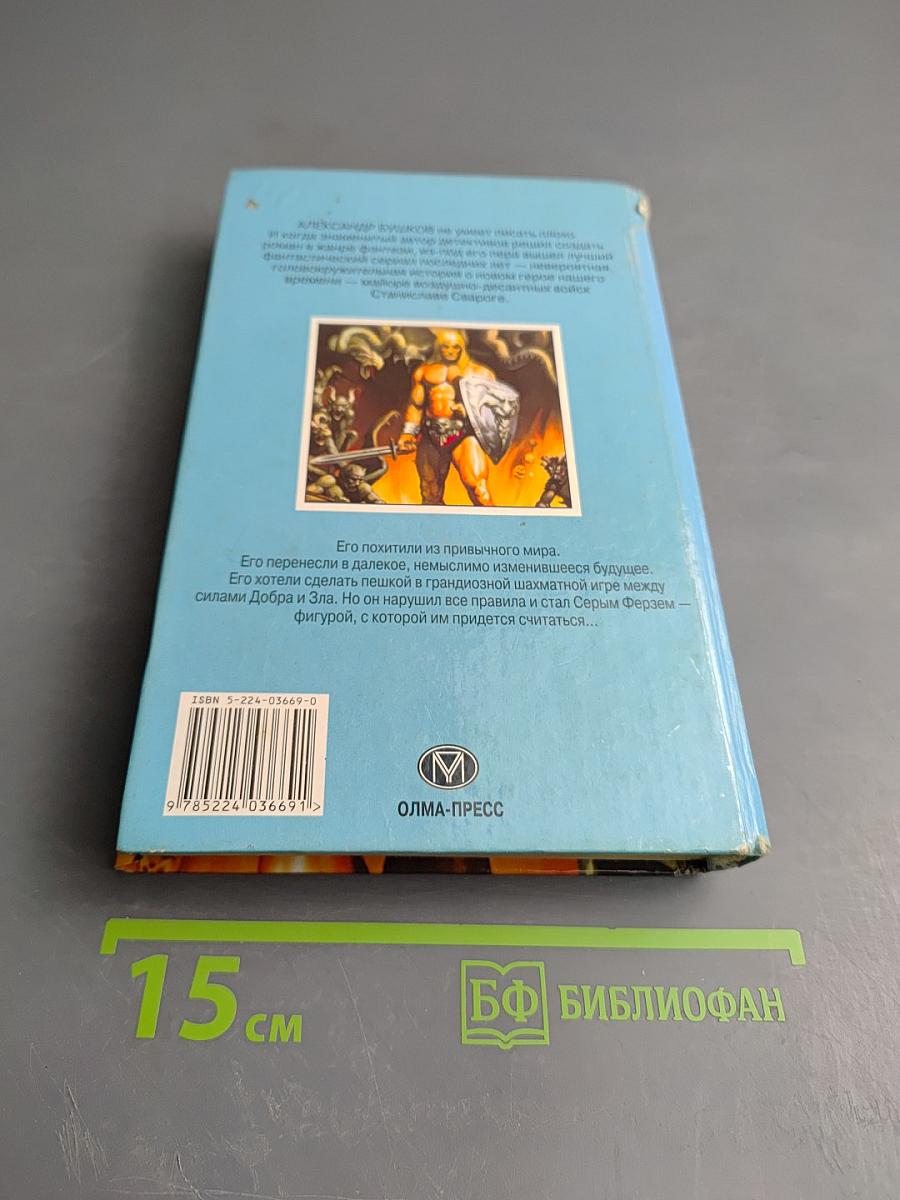 АЛЕКСАНДР БУШКОВ не умеет писать плохо.
И когда знаменитый автор детективов решил создать
роман в жанре фэнтези, из-под его пера вышел лучший
фантастический сериал последних лет — невероятная,
головокружительная история о новом герое нашего
времени — майоре воздушно-десантных войск
Станиславе Свароге.
Его похитили из привычного мира.
Его перенесли в далекое, немыслимо изменившееся будущее.
Его хотели сделать пешкой в грандиозной шахматной игре между
силами Добра и Зла. Но он нарушил все правила и стал Серым Ферзем —
фигурой, с которой им придется считаться...
ISBN 5-224-03669-0
9 785224 036691 >
ОЛМА-ПРЕСС
15 см
БФ БИБЛИОФАН